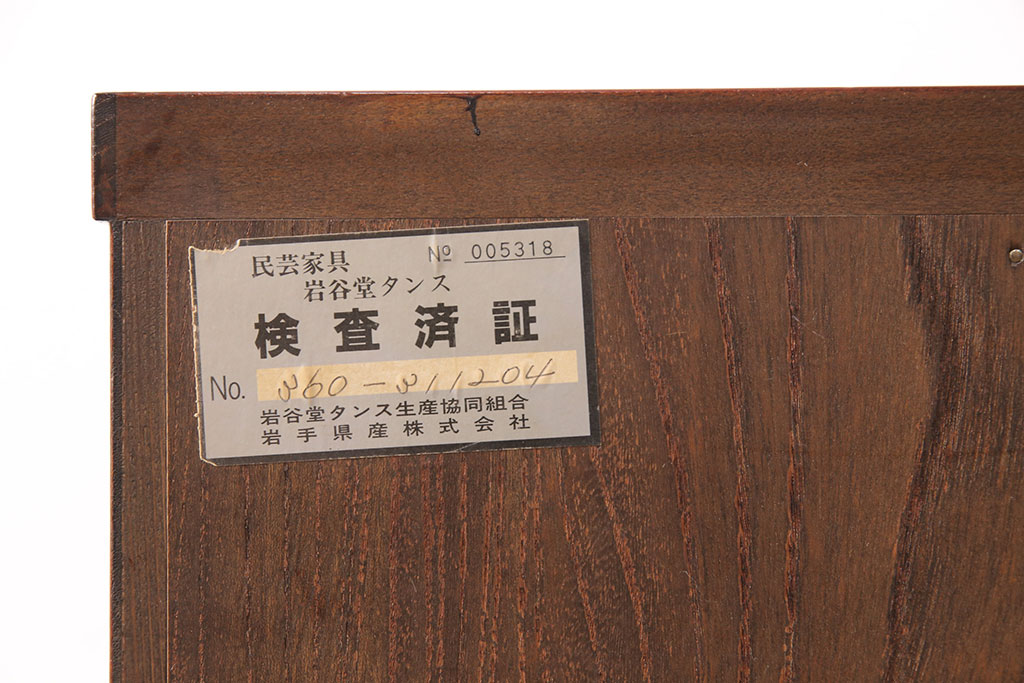 民芸家具 № 005318
岩谷堂タンス
検査済証
No. 360-311204
岩谷堂タンス生産協同組合
岩手県産株式会社